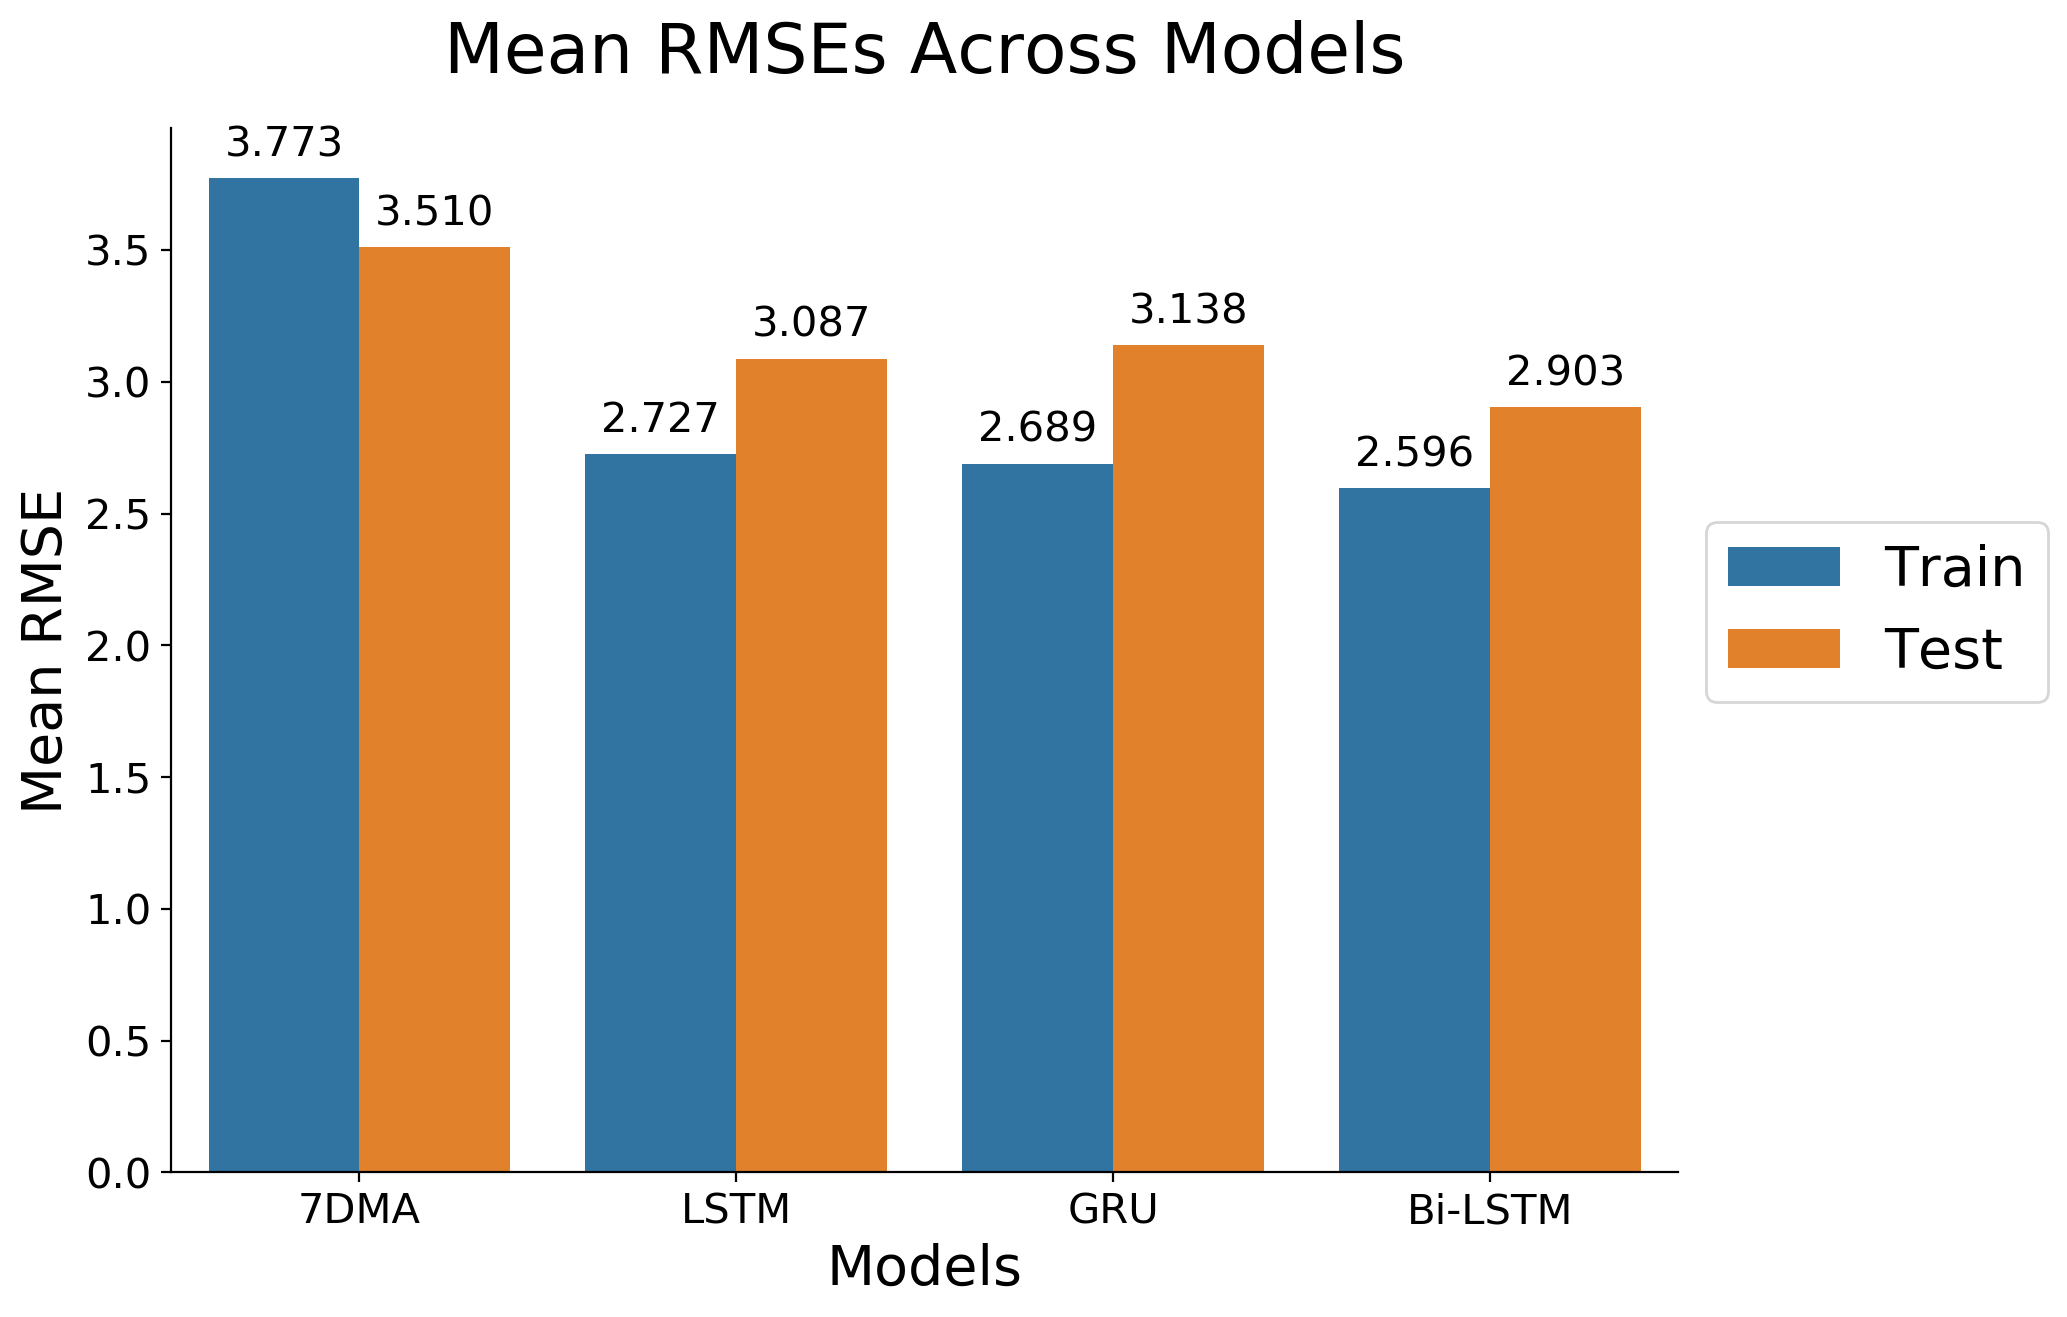 Mean RMSEs Across Models
3.773
3.510
3.087
2.727
3.138
2.689
2.903
2.596
Mean RMSE
3.5
3.0
2.5
2.0
1.5
1.0
0.5
0.0
7DMA
LSTM
GRU
Bi-LSTM
Models
Train
Test